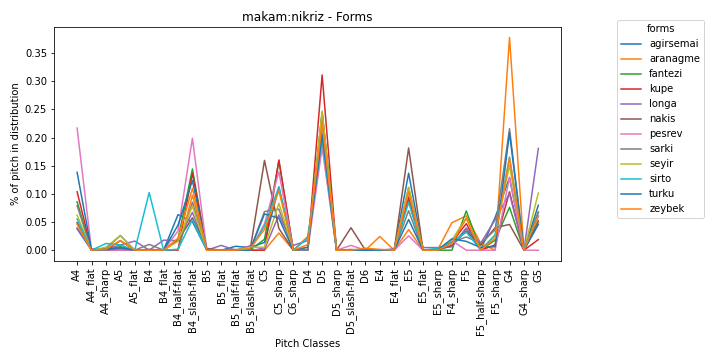 makam:nikriz - Forms
% of pitch in distribution
0.35
0.30
0.25
0.20
0.15
0.10
0.05
0.00
A4
A4_flat
A4_sharp
A5
A5_flat
B4
B4_flat
B4_half-flat
B4_slash-flat
B5
B5_flat
B5_half-flat
B5_slash-flat
C5
C5_sharp
C6_sharp
D4
D5
D5_sharp
D5_slash-flat
D6
E4
E4_flat
E5
E5_flat
E5_sharp
F4_sharp
F5
F5_half-sharp
F5_sharp
G4
G4_sharp
G5
Pitch Classes
forms
agirsemai
aranagme
fantezi
kupe
longa
nakis
pesrev
sarki
seyir
sirto
turku
zeybek